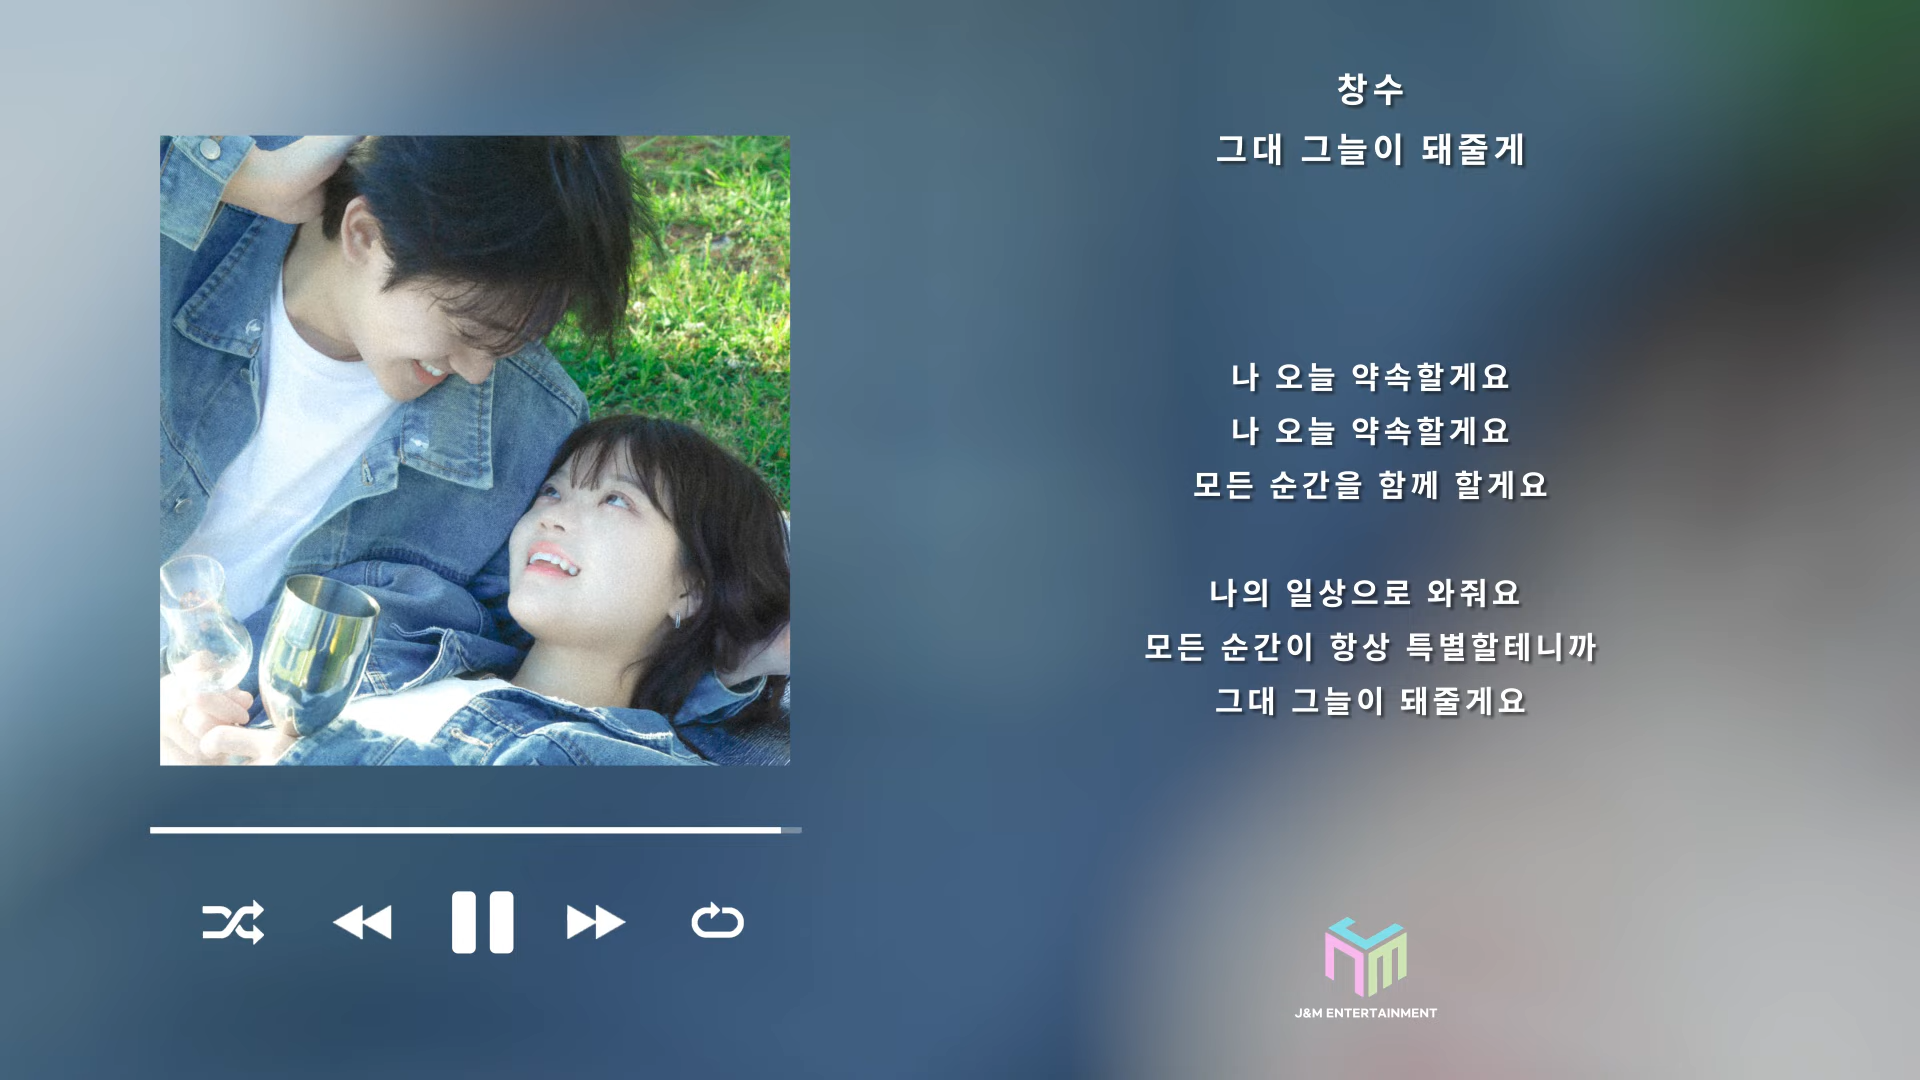 창수
그대 그늘이 돼줄게
나 오늘 약속할게요
나 오늘 약속할게요
모든 순간을 함께 할게요
나의 일상으로 와줘요
모든 순간이 항상 특별할테니까
그대 그늘이 돼줄게요
J&M ENTERTAINMENT